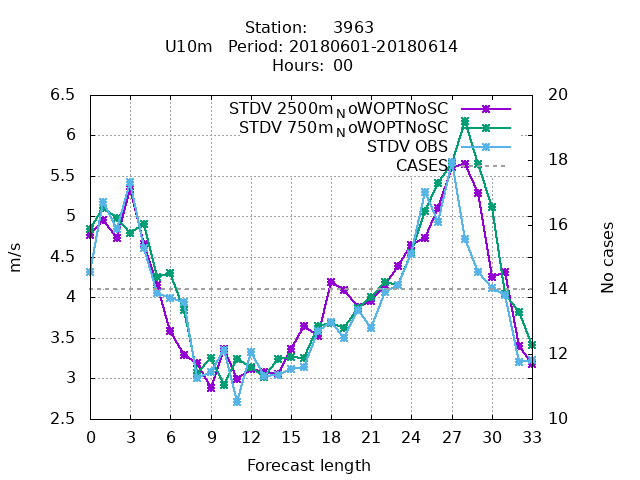 Station: 3963
U10m Period: 20180601-20180614
Hours: 00
STDV 2500m_NoWOPTNoSC
STDV 750m_NoWOPTNoSC
STDV OBS
CASES
6.5
6
5.5
5
4.5
4
3.5
3
2.5
m/s
20
18
16
14
12
10
No cases
0 3 6 9 12 15 18 21 24 27 30 33
Forecast length